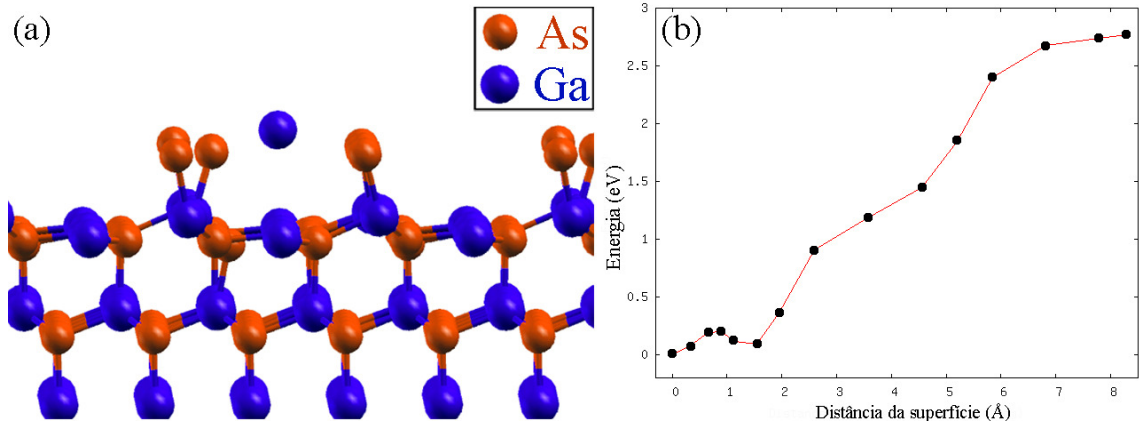 (a)
As
Ga
(b)
Energia (eV)
3
2.5
2
1.5
1
0.5
0
0 1 2 3 4 5 6 7 8
Distância da superfície (Å)